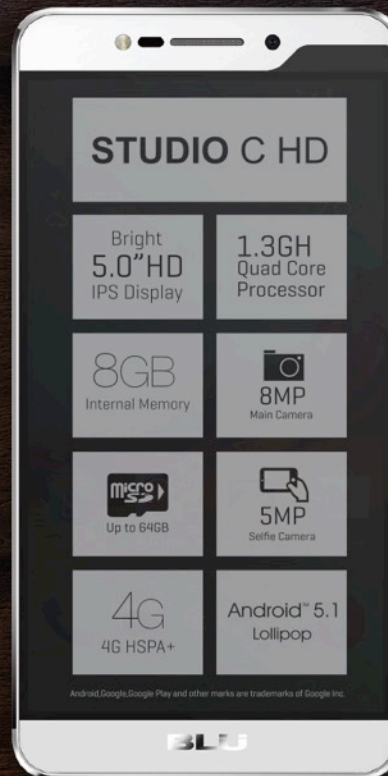 STUDIO C HD
Bright
5.0"HD
IPS Display
1.3GH
Quad Core
Processor
8GB
Internal Memory
8MP
Main Camera
micro
SD
Up to 64GB
5MP
Selfie Camera
4G
4G HSPA+
Android™ 5.1
Lollipop
Android,Google,Google Play and other marks are trademarks of Google Inc.
BLU